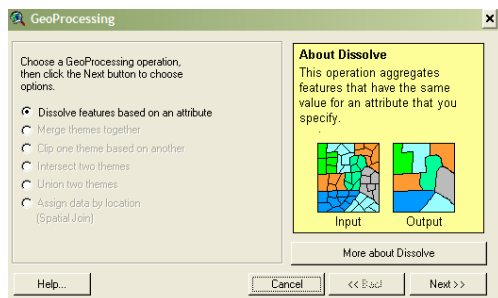 GeoProcessing
Choose a GeoProcessing operation,
then click the Next button to choose
options.
Dissolve features based on an attribute
Merge themes together
Clip one theme based on another
Intersect two themes
Union two themes
Assign data by location
(Spatial Join)
About Dissolve
This operation aggregates
features that have the same
value for an attribute that you
specify.
Input
Output
More about Dissolve
Help...
Cancel
<< Back
Next >>